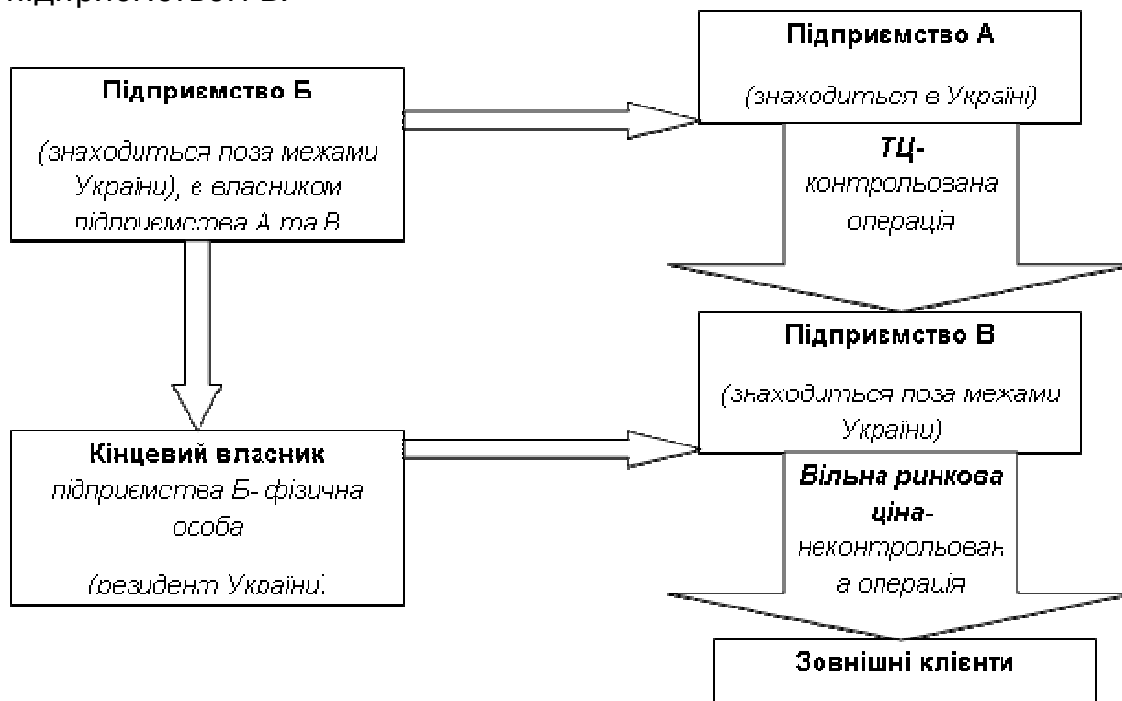 Підприємство Б
(знаходиться поза межами
України), є власником
підприємства А та В
Підприємство А
(знаходиться в Україні)
ТЦ-
контрольована
операція
Підприємство В
(знаходиться поза межами
України)
Кінцевий власник
підприємства Б- фізична
особа
(резидент України)
Вільна ринкова
ціна-
неконтрольован
а операція
Зовнішні клієнти